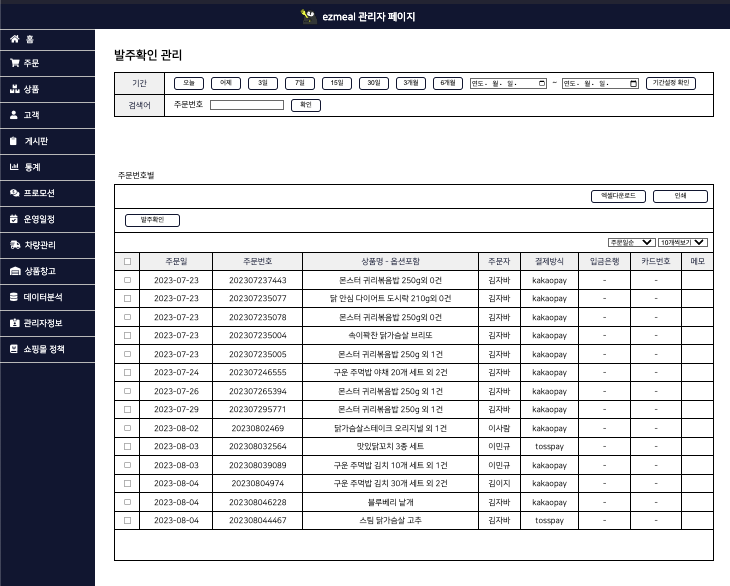 ezmeal 관리자 페이지
홈
주문
상품
고객
게시판
통계
프로모션
운영일정
차량관리
상품창고
데이터분석
관리자정보
쇼핑몰 정책
발주확인 관리
기간 오늘 어제 3일 7일 15일 30일 3개월 6개월 연도. 월. 일. ~ 연도. 월. 일. 기간설정 확인
검색어 주문번호 확인
주문번호별
엑셀다운로드 인쇄
발주확인
주문일순 10개씩보기
주문일 주문번호 상품명 - 옵션포함 주문자 결제방식 입금은행 카드번호 메모
2023-07-23 202307237443 몬스터 귀리볶음밥 250g외 0건 김자바 kakaopay - -
2023-07-23 202307235077 닭 안심 다이어트 도시락 210g외 0건 김자바 kakaopay - -
2023-07-23 202307235078 몬스터 귀리볶음밥 250g외 0건 김자바 kakaopay - -
2023-07-23 202307235004 속이꽉찬 닭가슴살 브리또 김자바 kakaopay - -
2023-07-23 202307235005 몬스터 귀리볶음밥 250g 외 1건 김자바 kakaopay - -
2023-07-24 202307246555 구운 주먹밥 야채 20개 세트 외 2건 김자바 kakaopay - -
2023-07-26 202307265394 몬스터 귀리볶음밥 250g 외 1건 김자바 kakaopay - -
2023-07-29 202307295771 몬스터 귀리볶음밥 250g 외 1건 김자바 kakaopay - -
2023-08-02 20230802469 닭가슴살스테이크 오리지널 외 1건 이사람 kakaopay - -
2023-08-03 202308032564 맛있닭꼬치 3종 세트 이민규 tosspay - -
2023-08-03 202308039089 구운 주먹밥 김치 10개 세트 외 1건 이민규 kakaopay - -
2023-08-04 20230804974 구운 주먹밥 김치 30개 세트 외 2건 김이지 kakaopay - -
2023-08-04 202308046228 블루베리 낱개 김자바 kakaopay - -
2023-08-04 202308044467 스팀 닭가슴살 고추 김자바 tosspay - -